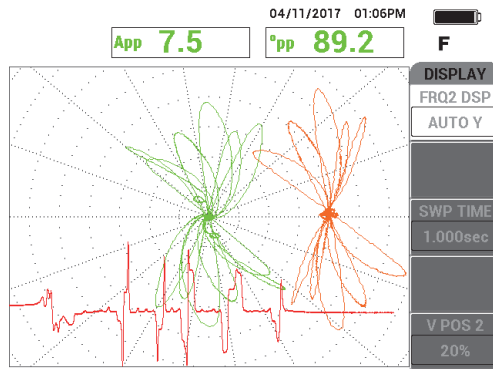 04/11/2017 01:06PM
App 7.5
°pp 89.2
F
DISPLAY
FRQ2 DSP
AUTO Y
SWP TIME
1.000sec
V POS 2
20%